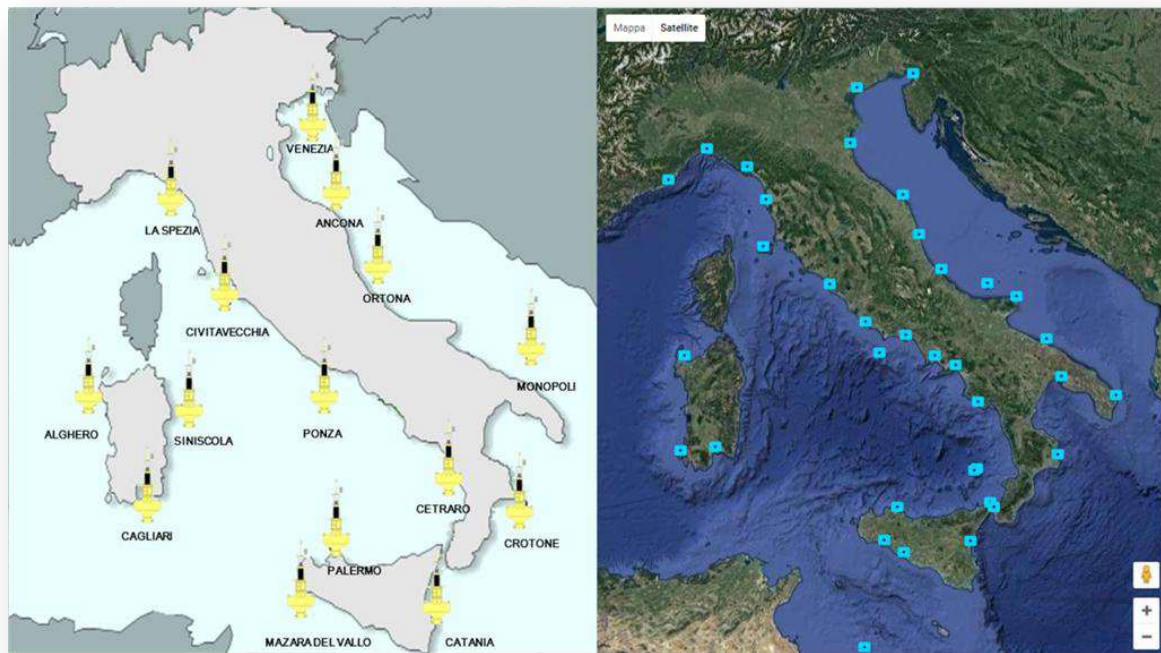 Mappa Satellite
VENEZIA
LA SPEZIA
ANCONA
ORTONA
CIVITAVECCHIA
MONOPOLI
ALGHERO
SINISCOLA
PONZA
CETRARO
CAGLIARI
CROTONE
PALERMO
MAZARA DEL VALLO
CATANIA
+
−